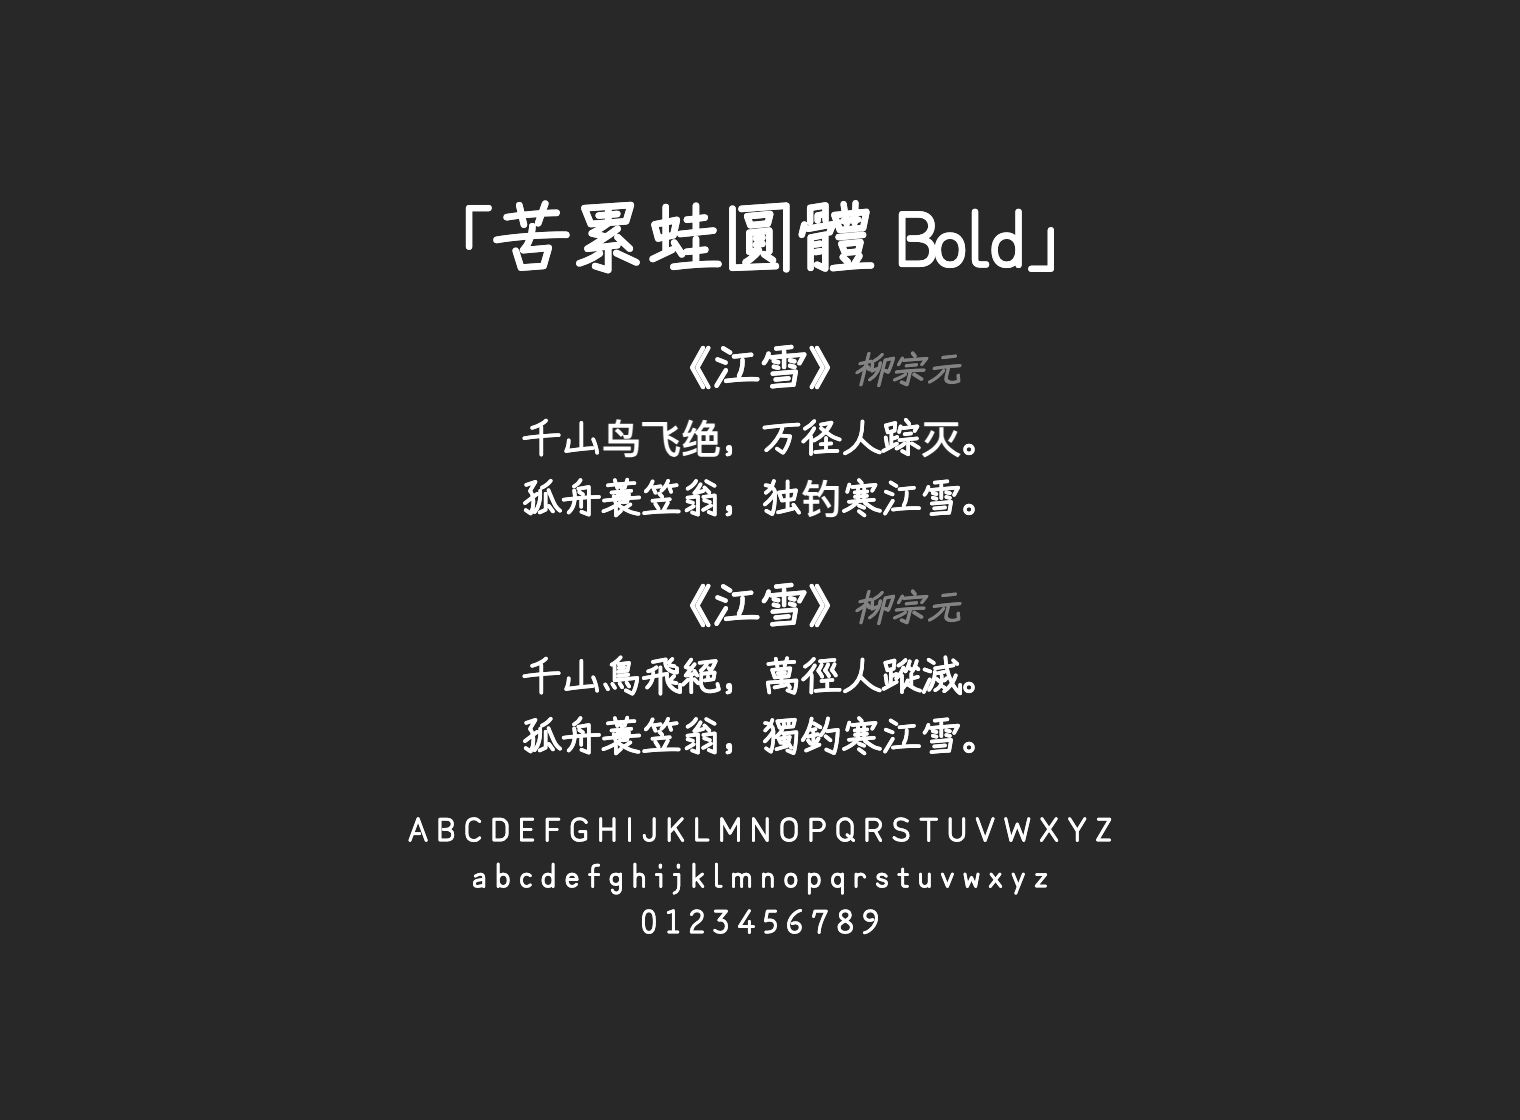 「苦累蛙圓體 Bold」
《江雪》柳宗元
千山鸟飞绝，万径人踪灭。
孤舟蓑笠翁，独钓寒江雪。
《江雪》柳宗元
千山鳥飛絕，萬徑人蹤滅。
孤舟蓑笠翁，獨釣寒江雪。
ABCDEFGHIJKLMNOPQRSTUVWXYZ
abcdefghijklmnopqrstuvwxyz
0123456789